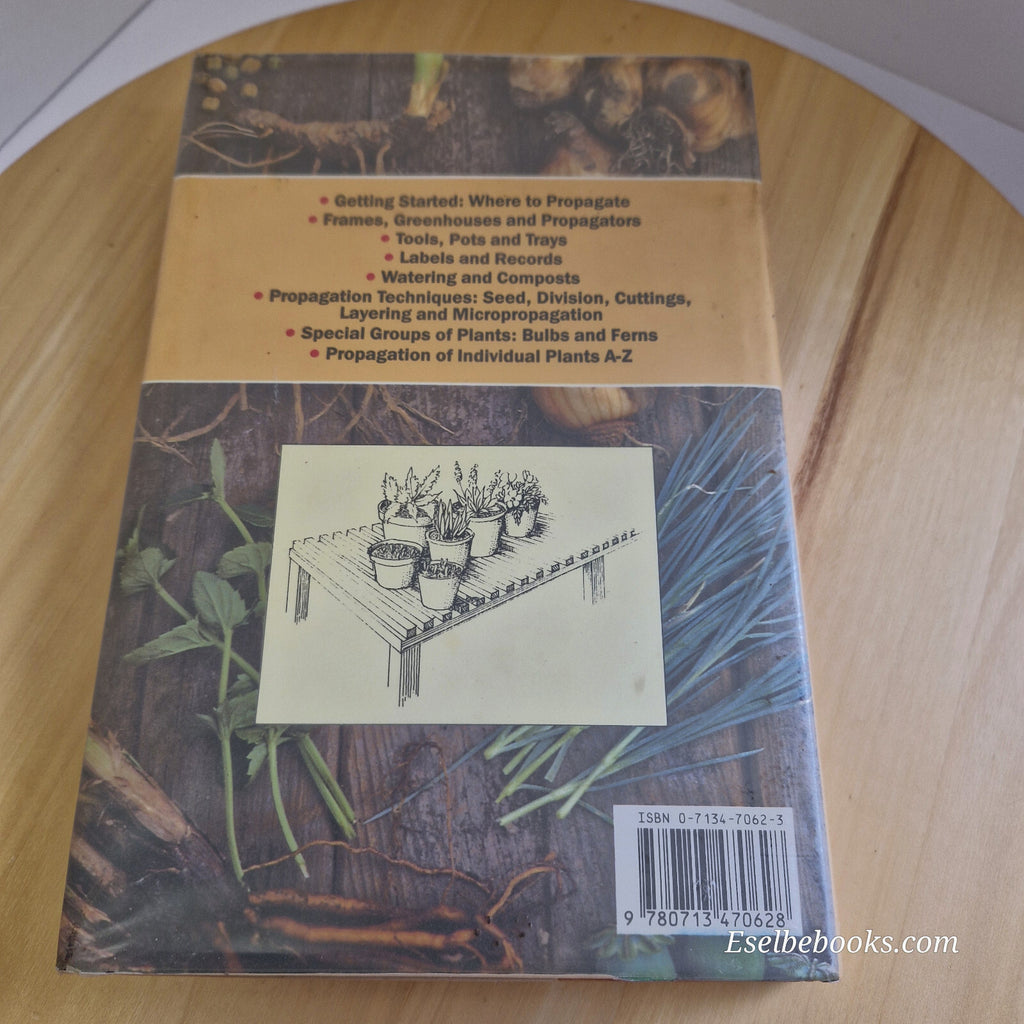 • Getting Started: Where to Propagate
• Frames, Greenhouses and Propagators
• Tools, Pots and Trays
• Labels and Records
• Watering and Composts
• Propagation Techniques: Seed, Division, Cuttings,
Layering and Micropropagation
• Special Groups of Plants: Bulbs and Ferns
• Propagation of Individual Plants A-Z
ISBN 0-7134-7062-3
9 780713 470628
Eselbebooks.com